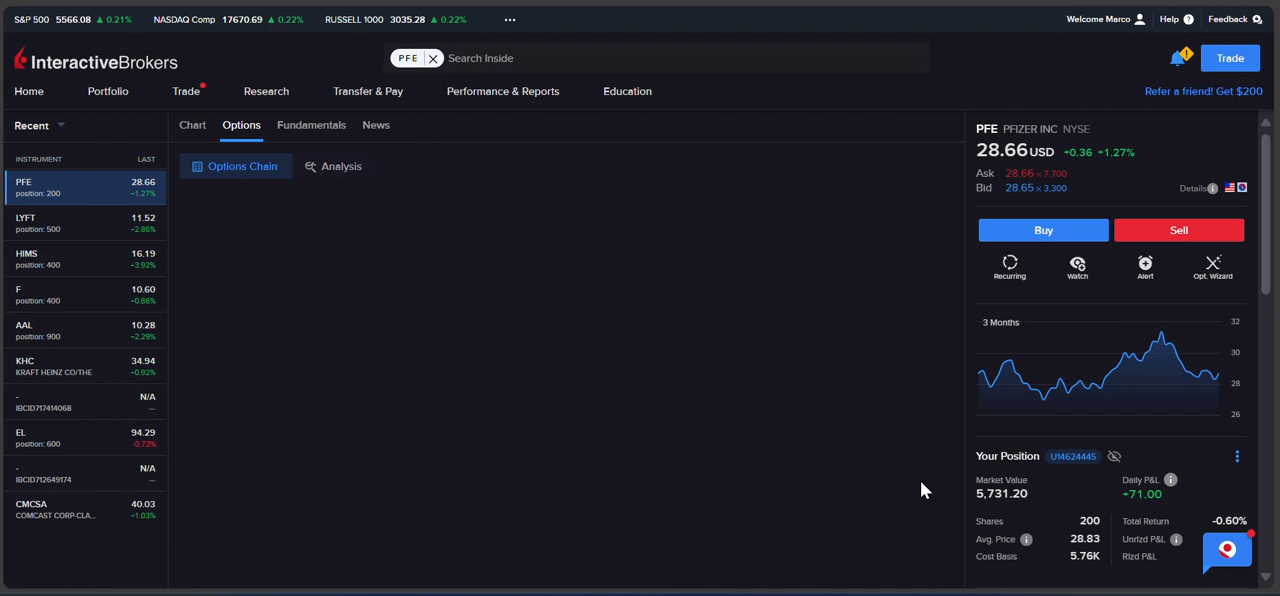 S&P 500 5566.08 ▲ 0.21% NASDAQ Comp 17670.69 ▲ 0.22% RUSSELL 1000 3035.28 ▲ 0.22% ••• Welcome Marco Help ? Feedback
InteractiveBrokers PFE Search Inside Trade
Home Portfolio Trade Research Transfer & Pay Performance & Reports Education Refer a friend! Get $200
Recent
INSTRUMENT LAST
PFE 28.66
position: 200 +1.27%
LYFT 11.52
position: 500 +2.86%
HIMS 16.19
position: 400 +3.92%
F 10.60
position: 400 +0.86%
AAL 10.28
position: 900 +2.29%
KHC 34.94
KRAFT HEINZ CO/THE +0.92%
- N/A
IBCID717414068 —
EL 94.29
position: 600 -0.72%
- N/A
IBCID712649174 —
CMCSA 40.03
COMCAST CORP-CLA... +1.03%
Chart Options Fundamentals News
Options Chain Analysis
PFE PFIZER INC NYSE
28.66 USD +0.36 +1.27%
Ask 28.66 × 7,700
Bid 28.65 × 3,300 Details i
Buy Sell
Recurring Watch Alert Opt. Wizard
3 Months
32
30
28
26
Your Position U14624445
Market Value Daily P&L i
5,731.20 +71.00
Shares 200 Total Return -0.60%
Avg. Price i 28.83 Unrlzd P&L i
Cost Basis 5.76K Rlzd P&L